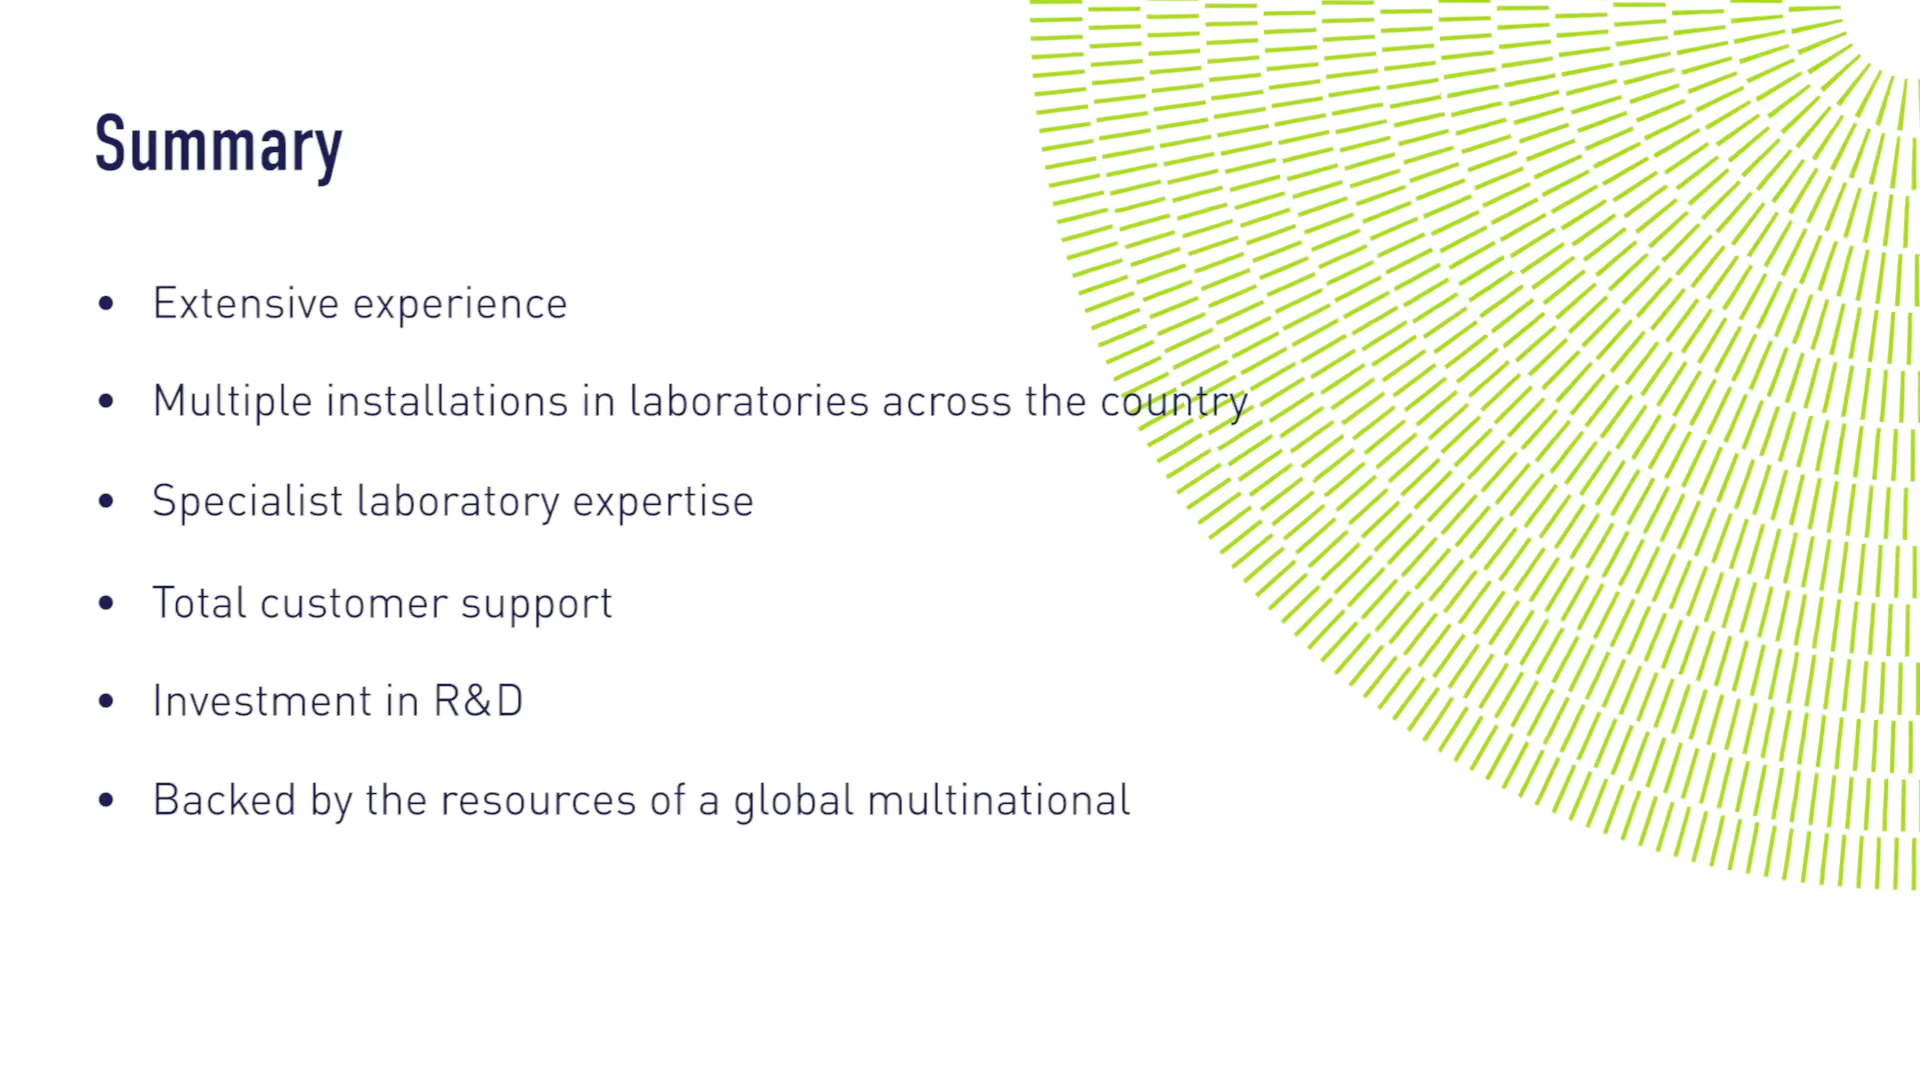 Summary
• Extensive experience
• Multiple installations in laboratories across the country
• Specialist laboratory expertise
• Total customer support
• Investment in R&D
• Backed by the resources of a global multinational